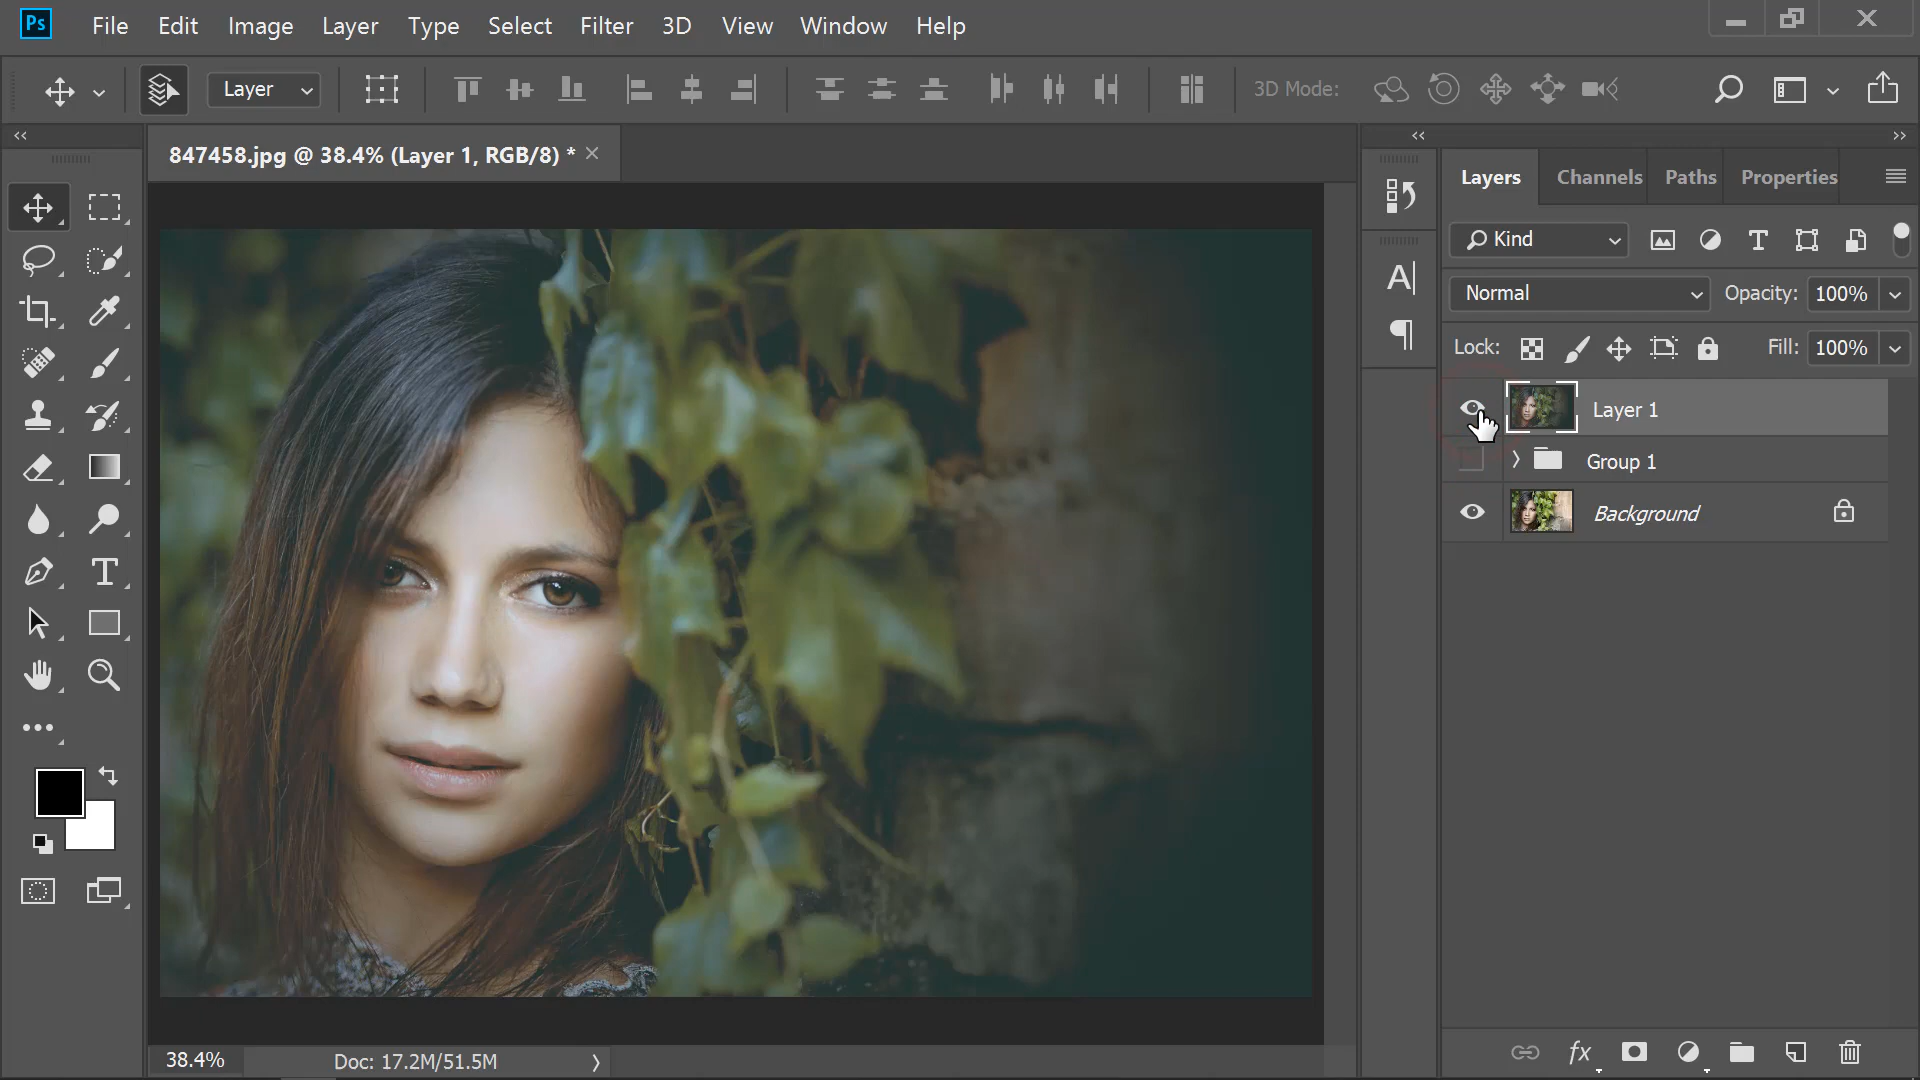 Ps File Edit Image Layer Type Select Filter 3D View Window Help
Layer 3D Mode:
847458.jpg @ 38.4% (Layer 1, RGB/8) *
Layers Channels Paths Properties
Kind
Normal Opacity: 100%
Lock: Fill: 100%
Layer 1
Group 1
Background
38.4% Doc: 17.2M/51.5M
fx